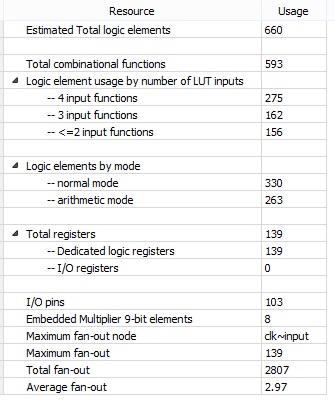 Resource Usage
Estimated Total logic elements 660
Total combinational functions 593
Logic element usage by number of LUT inputs
-- 4 input functions 275
-- 3 input functions 162
-- <=2 input functions 156
Logic elements by mode
-- normal mode 330
-- arithmetic mode 263
Total registers 139
-- Dedicated logic registers 139
-- I/O registers 0
I/O pins 103
Embedded Multiplier 9-bit elements 8
Maximum fan-out node clk~input
Maximum fan-out 139
Total fan-out 2807
Average fan-out 2.97